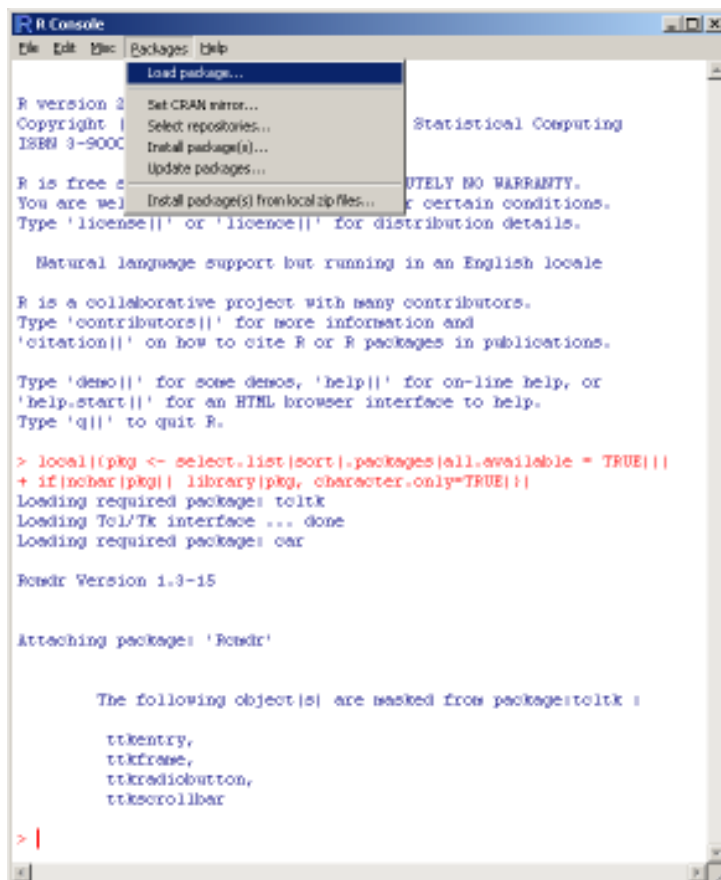 R Console
File Edit Misc Packages Help
Load package...
Set CRAN mirror...
Select repositories...
Install package(s)...
Update packages...
Install package(s) from local zip files...
R version 2
Copyright ( Statistical Computing
ISBN 3-9000
R is free s UTELY NO WARRANTY.
You are wel r certain conditions.
Type 'license()' or 'licence()' for distribution details.
Natural language support but running in an English locale
R is a collaborative project with many contributors.
Type 'contributors()' for more information and
'citation()' on how to cite R or R packages in publications.
Type 'demo()' for some demos, 'help()' for on-line help, or
'help.start()' for an HTML browser interface to help.
Type 'q()' to quit R.
> local({pkg <- select.list(sort(.packages(all.available = TRUE)))
+ if(nchar(pkg)) library(pkg, character.only=TRUE)})
Loading required package: tcltk
Loading Tcl/Tk interface ... done
Loading required package: car
Rcmdr Version 1.3-15
Attaching package: 'Rcmdr'
The following object(s) are masked from package:tcltk :
ttkentry,
ttkframe,
ttkradiobutton,
ttkscrollbar
>